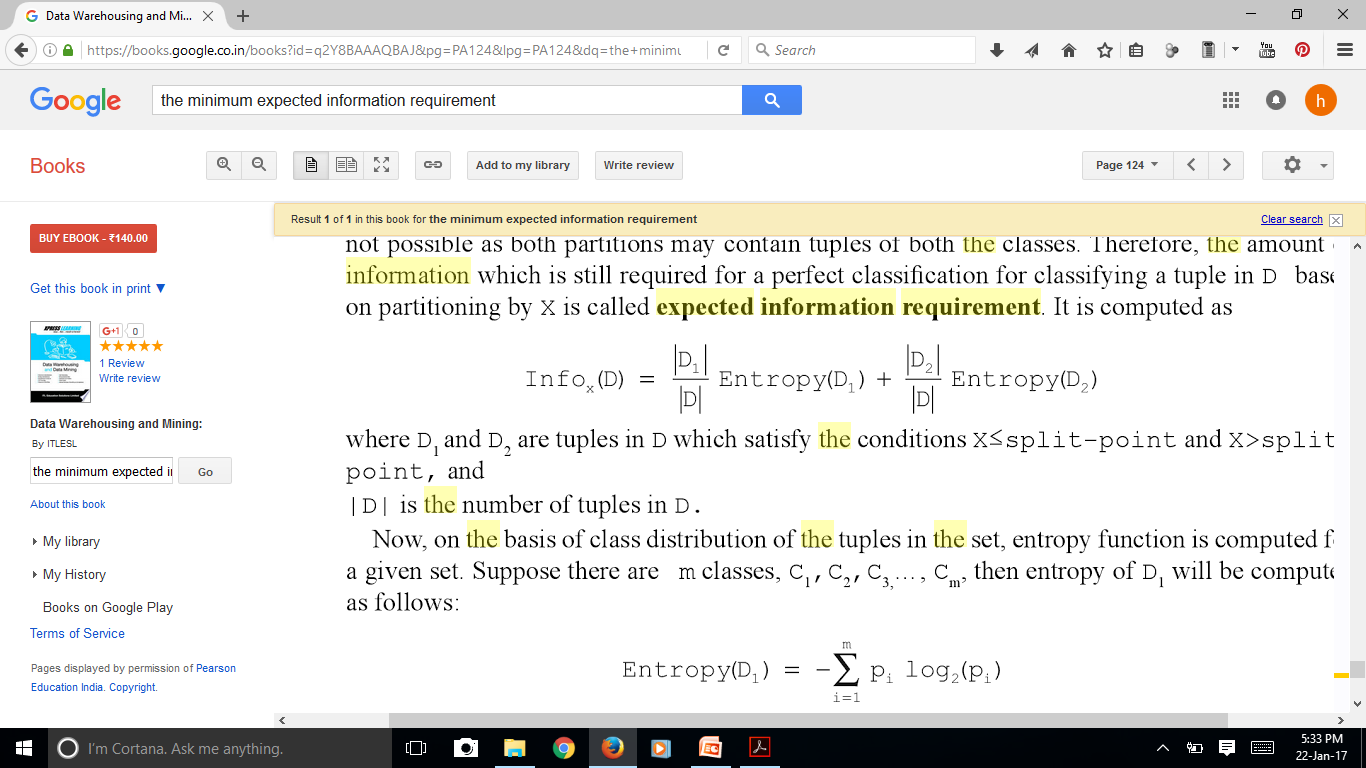 Data Warehousing and Mi...
https://books.google.co.in/books?id=q2Y8BAAAQBAJ&pg=PA124&lpg=PA124&dq=the+minimu
Search
You Tube
Google
the minimum expected information requirement
h
Books
Add to my library
Write review
Page 124
Result 1 of 1 in this book for the minimum expected information requirement
Clear search
BUY EBOOK - ₹140.00
Get this book in print ▼
G+1 0
1 Review
Write review
XPRESS LEARNING
Data Warehousing
and Data Mining
Data Warehousing and Mining:
By ITLESL
the minimum expected i
Go
About this book
My library
My History
Books on Google Play
Terms of Service
Pages displayed by permission of Pearson
Education India. Copyright.
not possible as both partitions may contain tuples of both the classes. Therefore, the amount
information which is still required for a perfect classification for classifying a tuple in D base
on partitioning by X is called expected information requirement. It is computed as
Infoₓ(D) = |D₁|/|D| Entropy(D₁) + |D₂|/|D| Entropy(D₂)
where D₁ and D₂ are tuples in D which satisfy the conditions X≤split-point and X>split
point, and
|D| is the number of tuples in D.
Now, on the basis of class distribution of the tuples in the set, entropy function is computed f
a given set. Suppose there are m classes, C₁, C₂, C₃,..., Cₘ, then entropy of D₁ will be compute
as follows:
Entropy(D₁) = -∑ᵢ₌₁ᵐ pᵢ log₂(pᵢ)
I'm Cortana. Ask me anything.
5:33 PM
22-Jan-17